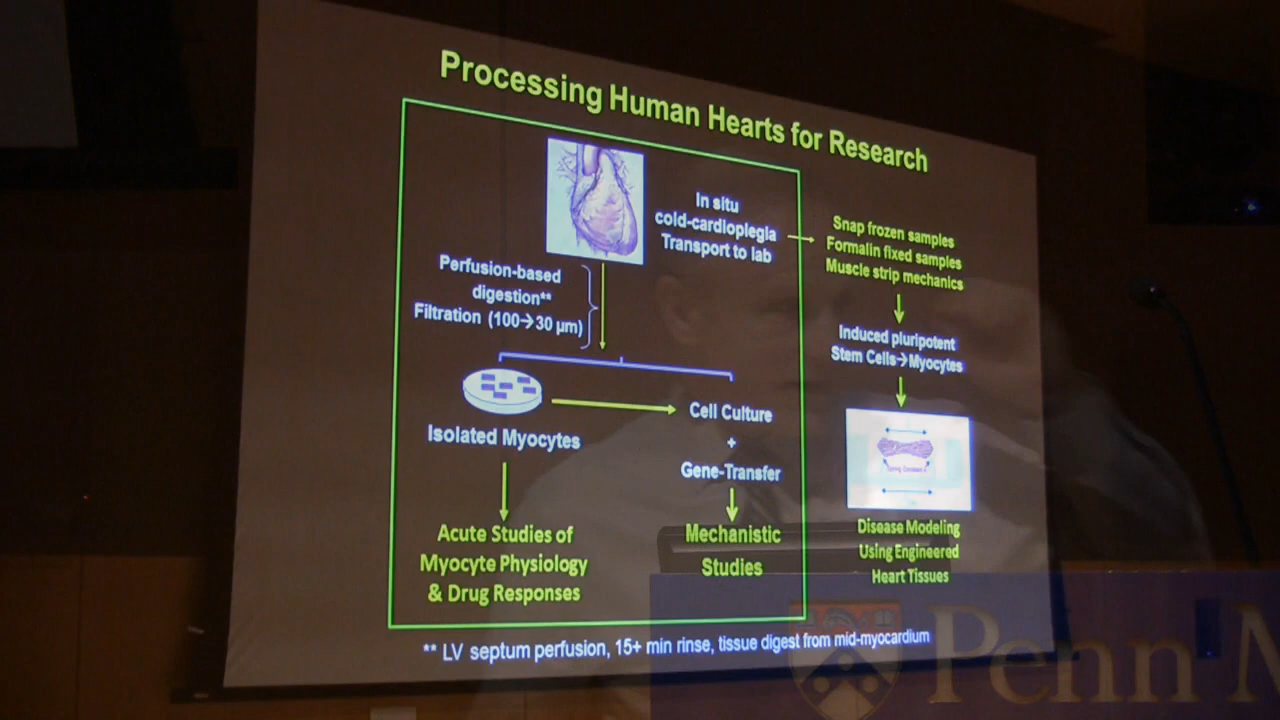 Processing Human Hearts for Research
In situ
cold-cardioplegia
Transport to lab
Perfusion-based
digestion**
Filtration (100→30 µm)
Isolated Myocytes
Cell Culture
+
Gene-Transfer
Acute Studies of
Myocyte Physiology
& Drug Responses
Mechanistic
Studies
Snap frozen samples
Formalin fixed samples
Muscle strip mechanics
Induced pluripotent
Stem Cells→Myocytes
Disease Modeling
Using Engineered
Heart Tissues
** LV septum perfusion, 15+ min rinse, tissue digest from mid-myocardium
Penn M